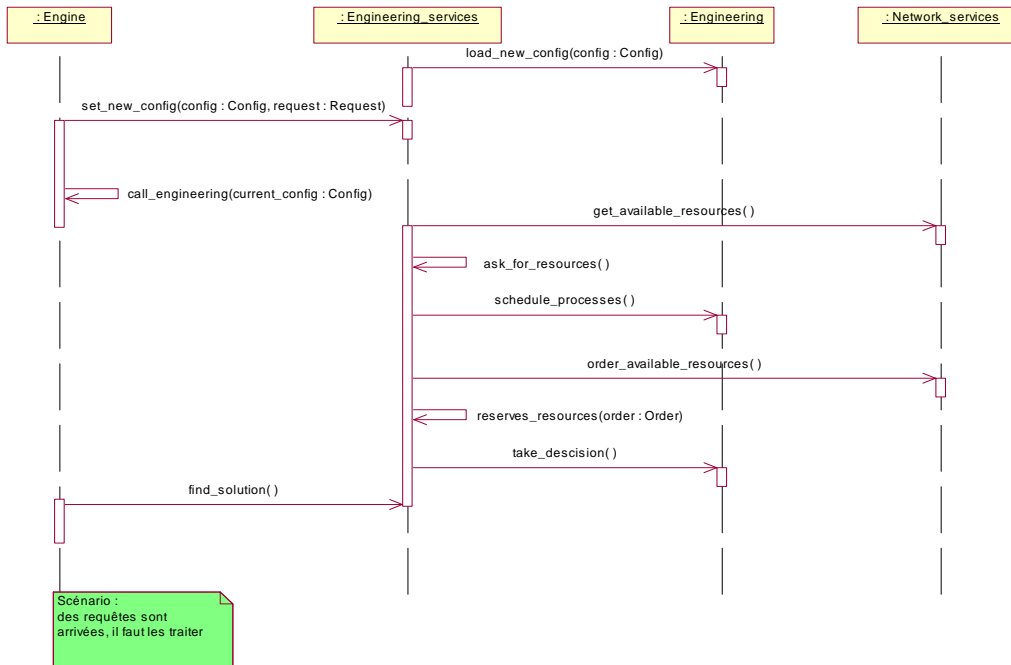 : Engine
: Engineering_services
: Engineering
: Network_services
load_new_config(config : Config)
set_new_config(config : Config, request : Request)
call_engineering(current_config : Config)
get_available_resources( )
ask_for_resources( )
schedule_processes( )
order_available_resources( )
reserves_resources(order : Order)
take_descision( )
find_solution( )
Scénario :
des requêtes sont
arrivées, il faut les traiter